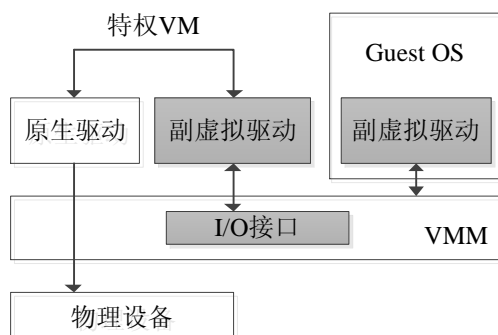 特权VM
Guest OS
原生驱动
副虚拟驱动
副虚拟驱动
I/O接口
VMM
物理设备